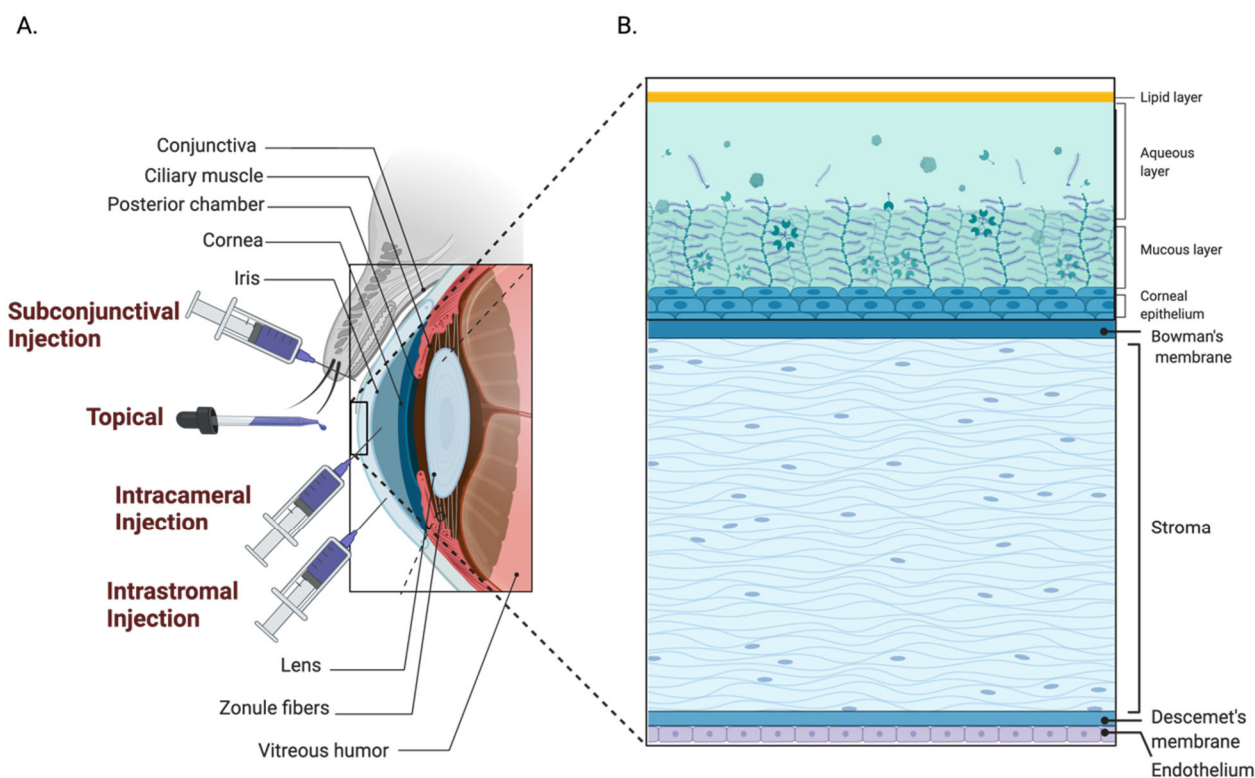 A.
B.
Conjunctiva
Ciliary muscle
Posterior chamber
Cornea
Iris
Subconjunctival
Injection
Topical
Intracameral
Injection
Intrastromal
Injection
Lens
Zonule fibers
Vitreous humor
Lipid layer
Aqueous
layer
Mucous layer
Corneal
epithelium
Bowman's
membrane
Stroma
Descemet's
membrane
Endothelium